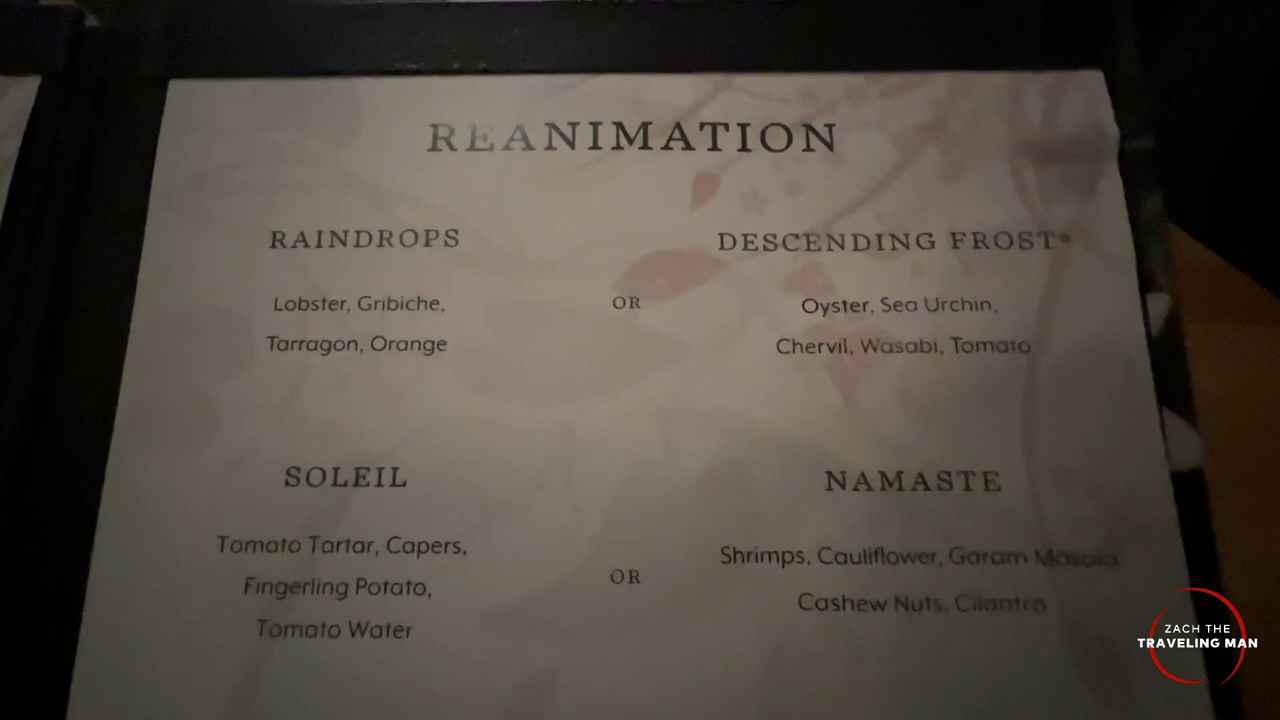 REANIMATION
RAINDROPS
Lobster, Gribiche,
Tarragon, Orange
OR
DESCENDING FROST*
Oyster, Sea Urchin,
Chervil, Wasabi, Tomato
SOLEIL
Tomato Tartar, Capers,
Fingerling Potato,
Tomato Water
OR
NAMASTE
Shrimps, Cauliflower, Garam Masala,
Cashew Nuts, Cilantro
ZACH THE
TRAVELING MAN